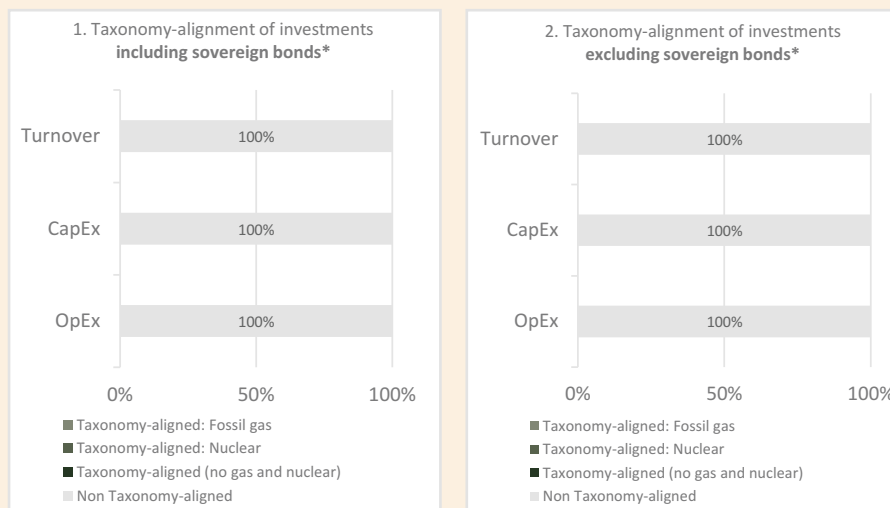 1. Taxonomy-alignment of investments
including sovereign bonds*
Turnover
100%
CapEx
100%
OpEx
100%
0%
50%
100%
Taxonomy-aligned: Fossil gas
Taxonomy-aligned: Nuclear
Taxonomy-aligned (no gas and nuclear)
Non Taxonomy-aligned
2. Taxonomy-alignment of investments
excluding sovereign bonds*
Turnover
100%
CapEx
100%
OpEx
100%
0%
50%
100%
Taxonomy-aligned: Fossil gas
Taxonomy-aligned: Nuclear
Taxonomy-aligned (no gas and nuclear)
Non Taxonomy-aligned